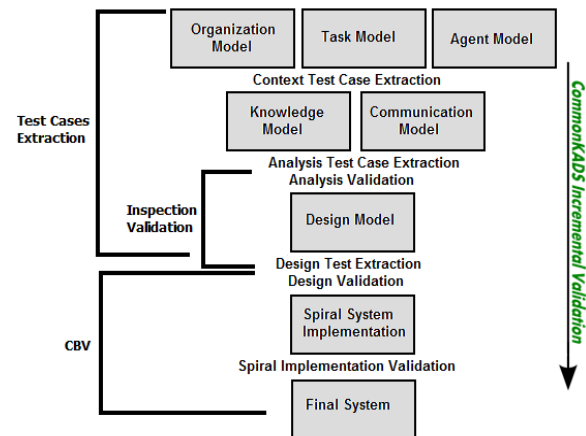 Organization
Model
Task Model
Agent Model
Context Test Case Extraction
Knowledge
Model
Communication
Model
Test Cases
Extraction
Analysis Test Case Extraction
Analysis Validation
Inspection
Validation
Design Model
Design Test Extraction
Design Validation
Spiral System
Implementation
CBV
Spiral Implementation Validation
Final System
CommonKADS Incremental Validation